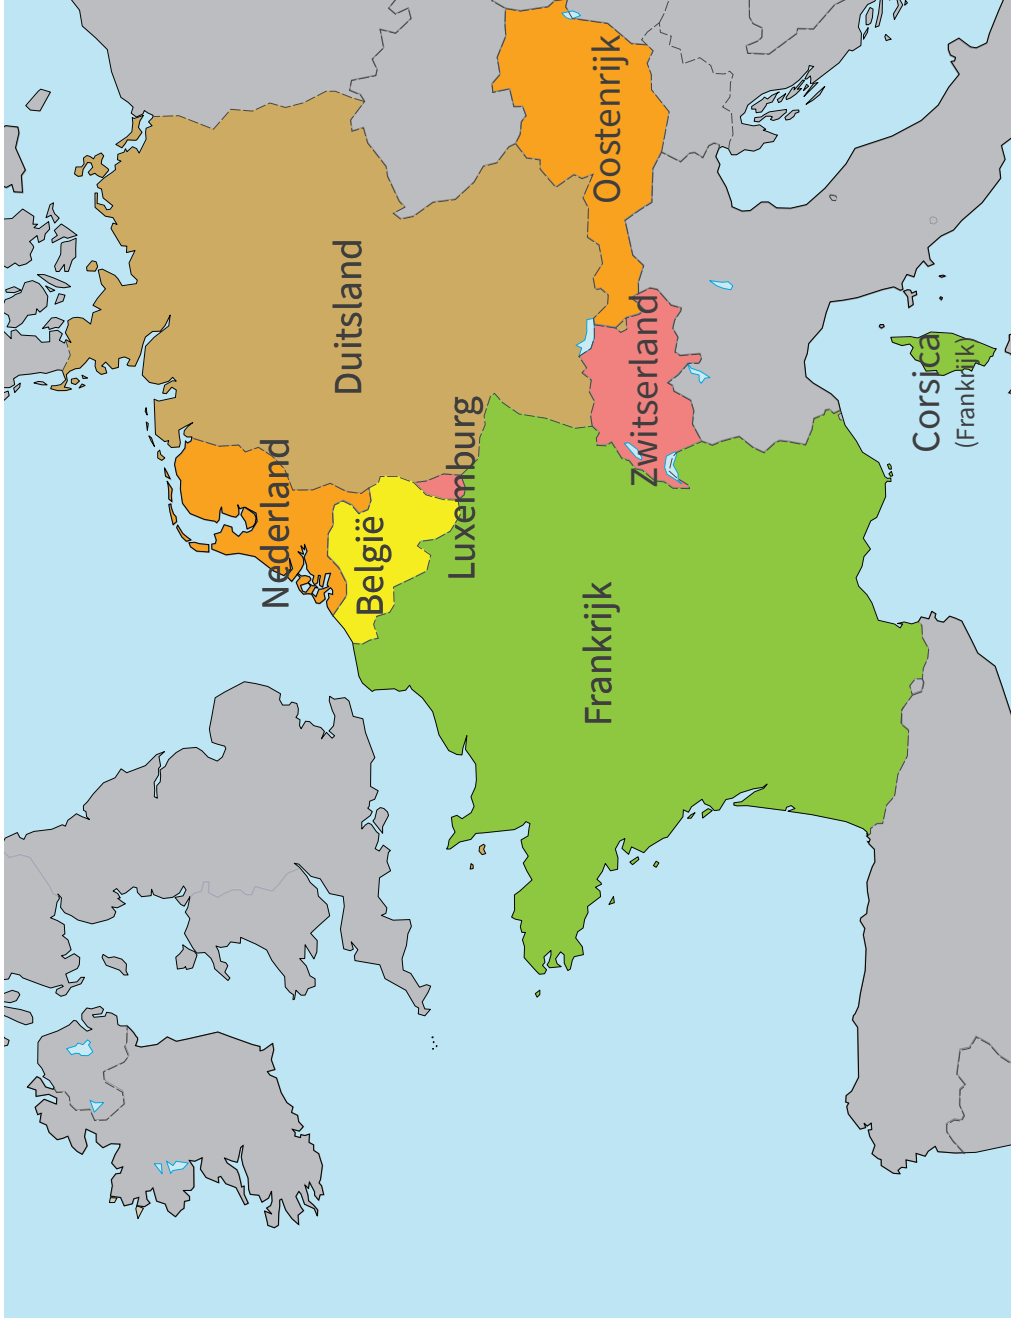 Nederland
Duitsland
België
Luxemburg
Frankrijk
Oostenrijk
Zwitserland
Corsica
(Frankrijk)